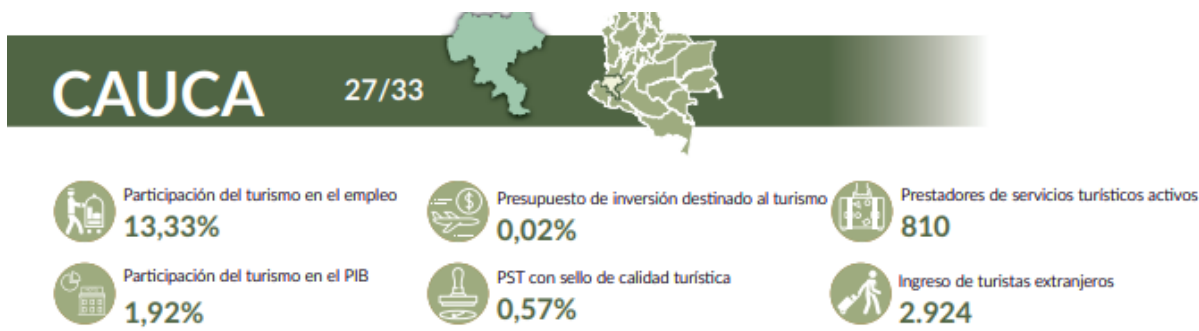 CAUCA
27/33
Participación del turismo en el empleo
13,33%
Presupuesto de inversión destinado al turismo
0,02%
Prestadores de servicios turísticos activos
810
Participación del turismo en el PIB
1,92%
PST con sello de calidad turística
0,57%
Ingreso de turistas extranjeros
2.924